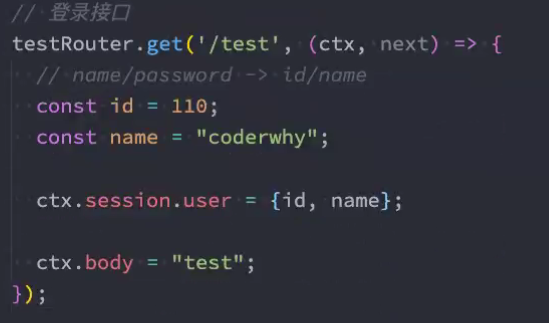 // 登录接口
testRouter.get('/test', (ctx, next) => {
// name/password -> id/name
const id = 110;
const name = "coderwhy";
ctx.session.user = {id, name};
ctx.body = "test";
});